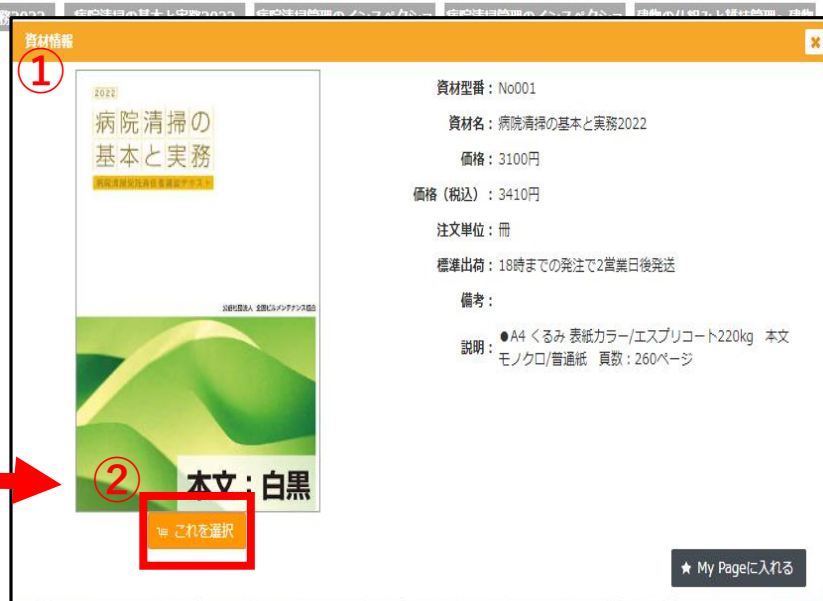 資材情報
①
2022
病院清掃の
基本と実務
病院清掃受託責任者講習テキスト
公益社団法人 全国ビルメンテナンス協会
②
本文：白黒
これを選択
資材型番：No001
資材名：病院清掃の基本と実務2022
価格：3100円
価格（税込）：3410円
注文単位：冊
標準出荷：18時までの発注で2営業日後発送
備考：
説明：●A4 くるみ 表紙カラー/エスプリコート220kg　本文
モノクロ/普通紙　頁数：260ページ
★ My Pageに入れる